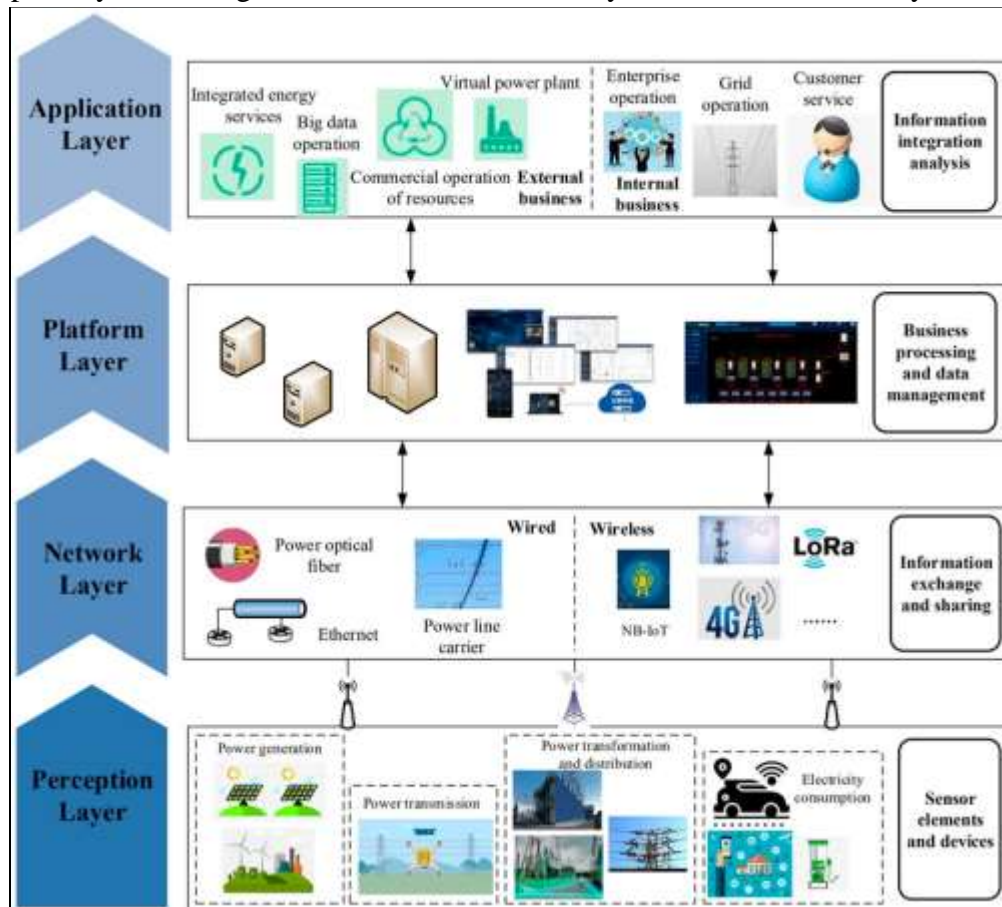 Application
Layer
Integrated energy
services
Big data
operation
Virtual power plant
Commercial operation
of resources
External
business
Enterprise
operation
Internal
business
Grid
operation
Customer
service
Information
integration
analysis
Platform
Layer
Business
processing
and data
management
Network
Layer
Power optical
fiber
Ethernet
Wired
Power line
carrier
Wireless
NB-IoT
LoRa
4G
......
Information
exchange
and sharing
Perception
Layer
Power generation
Power transmission
Power transformation
and distribution
Electricity
consumption
Sensor
elements
and devices